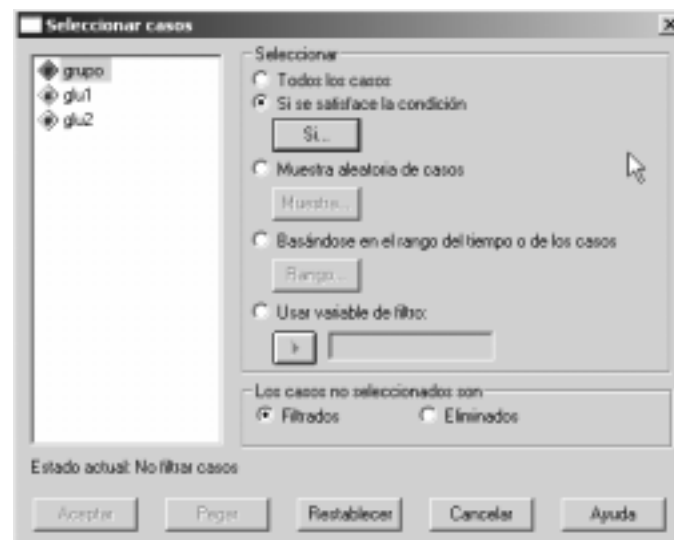 Seleccionar casos
grupo
glu1
glu2
Seleccionar
Todos los casos
Si se satisface la condición
Si...
Muestra aleatoria de casos
Muestra...
Basándose en el rango del tiempo o de los casos
Rango...
Usar variable de filtro:
Los casos no seleccionados son
Filtrados
Eliminados
Estado actual: No filtrar casos
Aceptar
Pegar
Restablecer
Cancelar
Ayuda